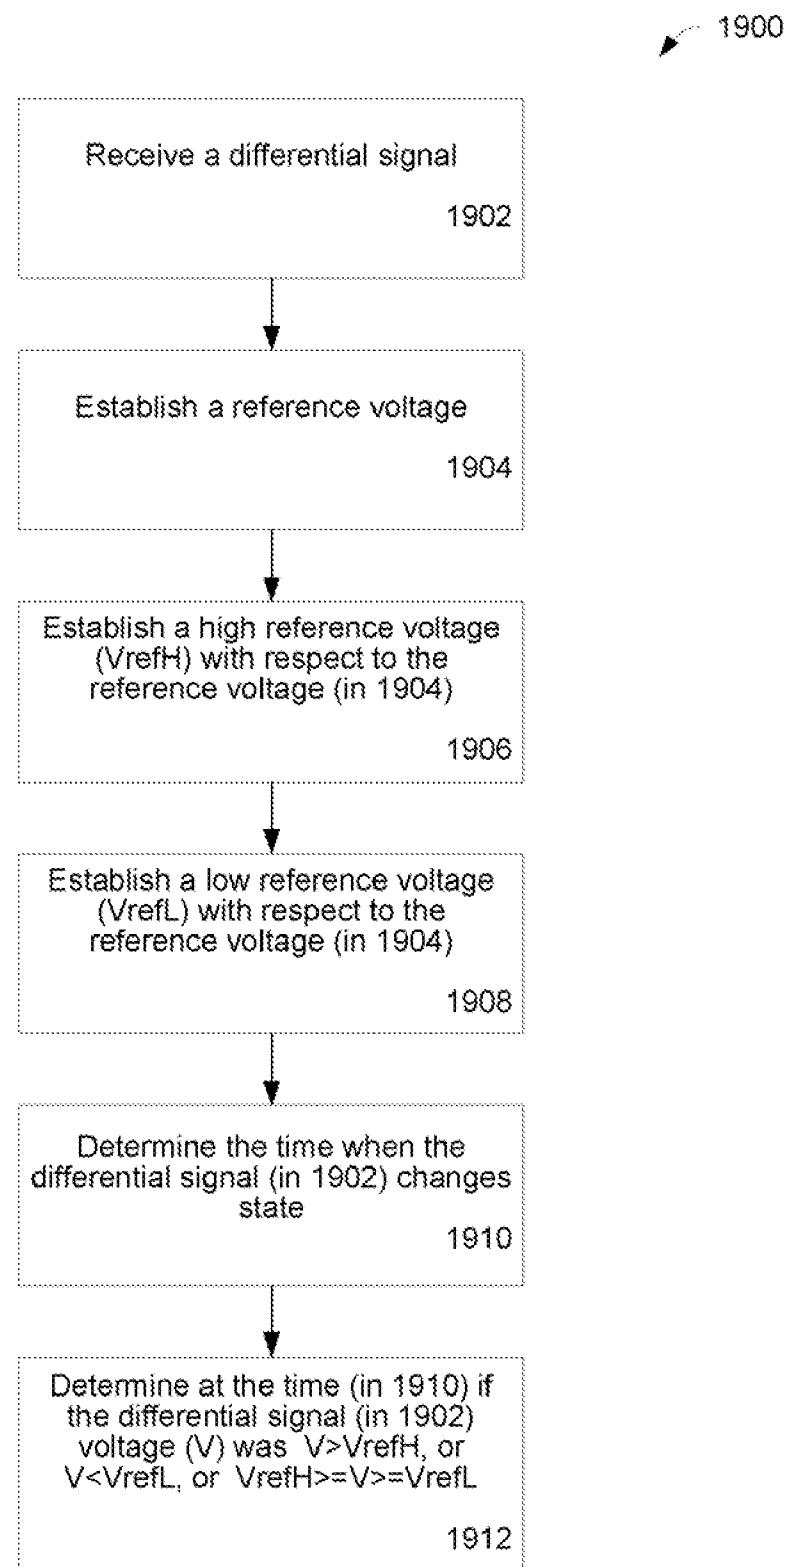 1900
Receive a differential signal
1902
Establish a reference voltage
1904
Establish a high reference voltage
(VrefH) with respect to the
reference voltage (in 1904)
1906
Establish a low reference voltage
(VrefL) with respect to the
reference voltage (in 1904)
1908
Determine the time when the
differential signal (in 1902) changes
state
1910
Determine at the time (in 1910) if
the differential signal (in 1902)
voltage (V) was V>VrefH, or
V<VrefL, or VrefH>=V>=VrefL
1912